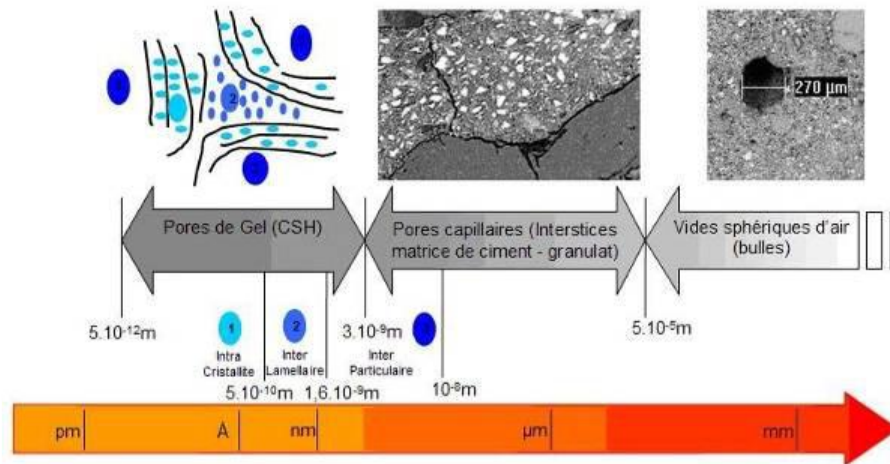 2
270 µm
Pores de Gel (CSH)
Pores capillaires (Interstices
matrice de ciment - granulat)
Vides sphériques d'air
(bulles)
5.10-12m
1
2
3.10-9m
5.10-5m
Intra
Cristallite
Inter
Lamellaire
Inter
Particulaire
5.10-10m
1,6.10-9m
10-8m
pm
Å
nm
µm
mm